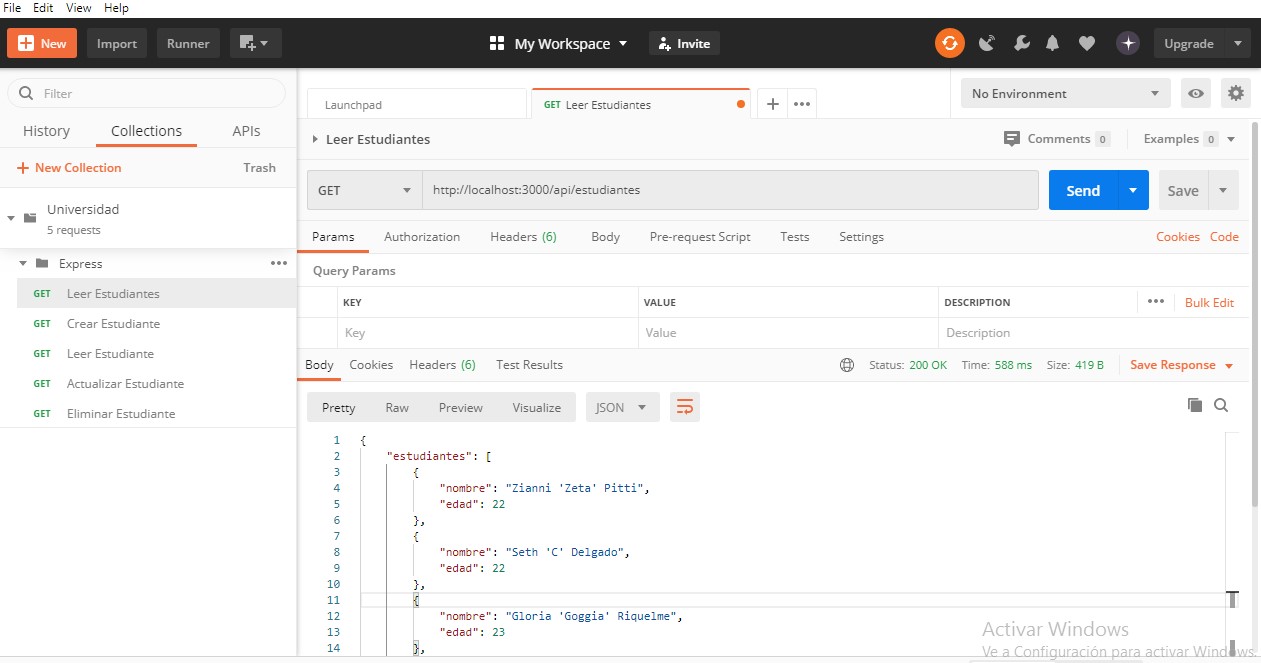 File Edit View Help
New Import Runner My Workspace Invite Upgrade
Filter
History Collections APIs
New Collection Trash
Universidad
5 requests
Express
GET Leer Estudiantes
GET Crear Estudiante
GET Leer Estudiante
GET Actualizar Estudiante
GET Eliminar Estudiante
Launchpad GET Leer Estudiantes No Environment
Leer Estudiantes Comments 0 Examples 0
GET http://localhost:3000/api/estudiantes Send Save
Params Authorization Headers (6) Body Pre-request Script Tests Settings Cookies Code
Query Params
KEY VALUE DESCRIPTION Bulk Edit
Key Value Description
Body Cookies Headers (6) Test Results Status: 200 OK Time: 588 ms Size: 419 B Save Response
Pretty Raw Preview Visualize JSON
1 {
2 "estudiantes": [
3 {
4 "nombre": "Zianni 'Zeta' Pitti",
5 "edad": 22
6 },
7 {
8 "nombre": "Seth 'C' Delgado",
9 "edad": 22
10 },
11 {
12 "nombre": "Gloria 'Goggia' Riquelme",
13 "edad": 23
14 },
Activar Windows
Ve a Configuración para activar Windows.